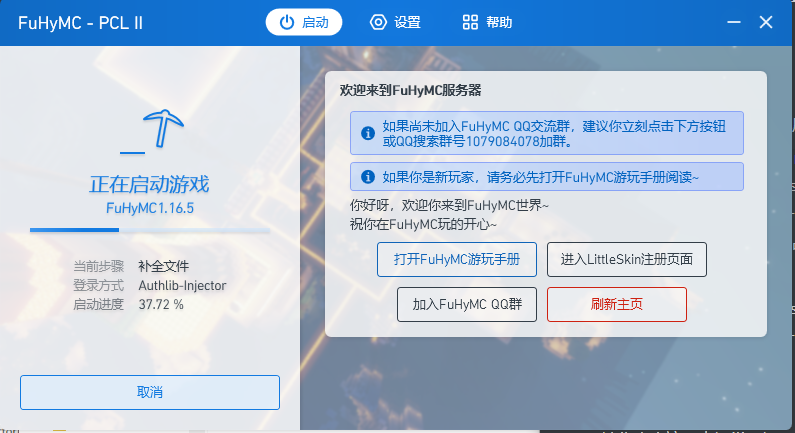 FuHyMC - PCL II
启动
设置
帮助
正在启动游戏
FuHyMC1.16.5
当前步骤 补全文件
登录方式 Authlib-Injector
启动进度 37.72 %
取消
欢迎来到FuHyMC服务器
如果尚未加入FuHyMC QQ交流群，建议你立刻点击下方按钮
或QQ搜索群号1079084078加群。
如果你是新玩家，请务必先打开FuHyMC游玩手册阅读~
你好呀，欢迎你来到FuHyMC世界~
祝你在FuHyMC玩的开心~
打开FuHyMC游玩手册
进入LittleSkin注册页面
加入FuHyMC QQ群
刷新主页